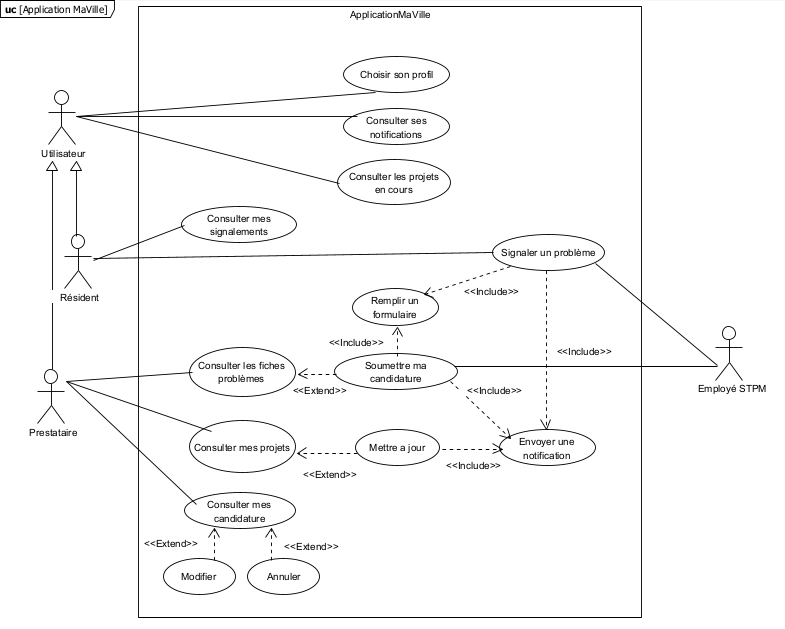 uc [Application MaVille]
ApplicationMaVille
Choisir son profil
Consulter ses
notifications
Utilisateur
Consulter les projets
en cours
Consulter mes
signalements
Signaler un problème
Résident
<<Include>>
Remplir un
formulaire
<<Include>>
<<Include>>
Consulter les fiches
problèmes
Soumettre ma
candidature
<<Extend>>
<<Include>>
Employé STPM
Prestataire
Consulter mes projets
Mettre a jour
Envoyer une
notification
<<Extend>>
<<Include>>
Consulter mes
candidature
<<Extend>>
<<Extend>>
Modifier
Annuler